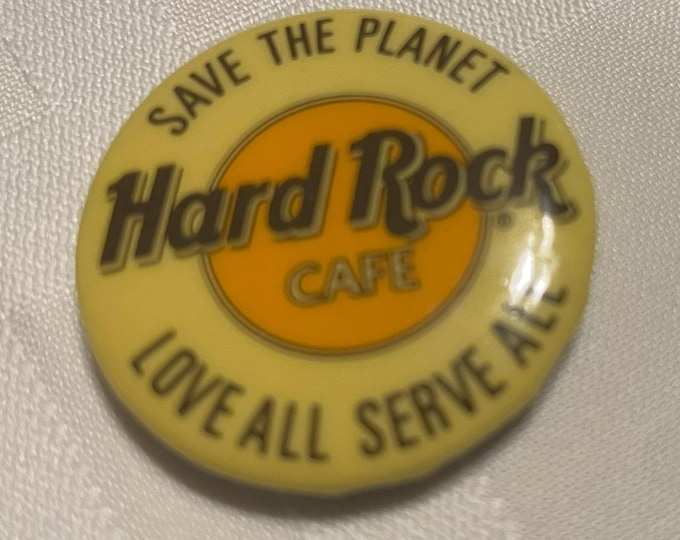 SAVE THE PLANET
Hard Rock
®
CAFE
LOVE ALL SERVE ALL